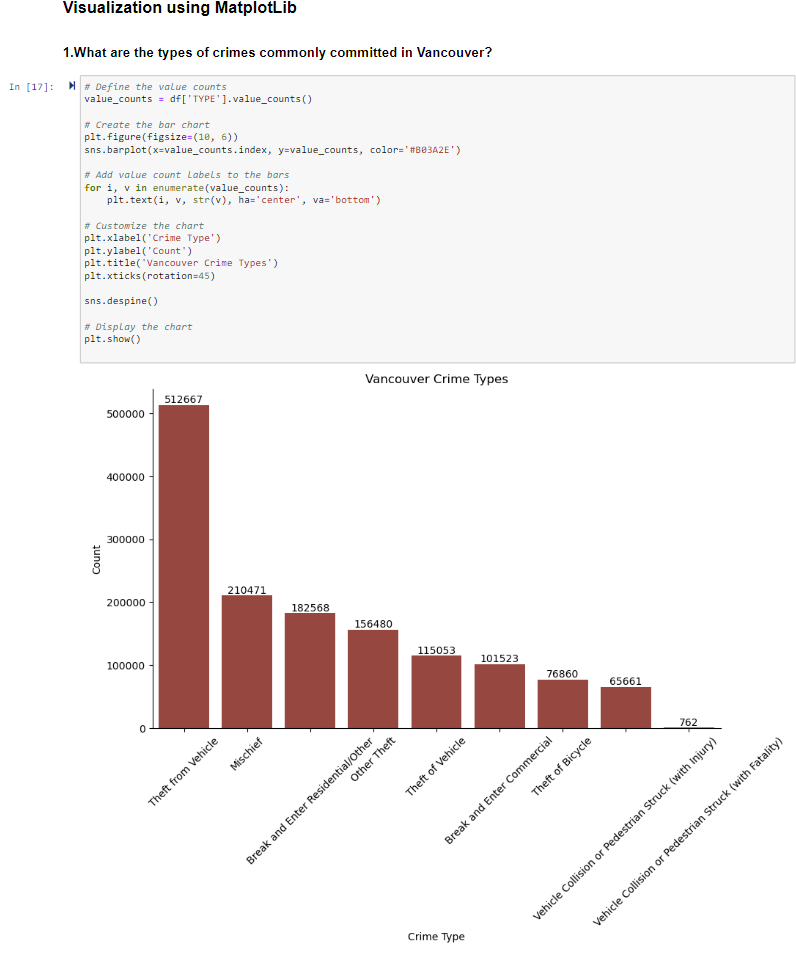 Visualization using MatplotLib
1.What are the types of crimes commonly committed in Vancouver?
In [17]:
# Define the value counts
value_counts = df['TYPE'].value_counts()
# Create the bar chart
plt.figure(figsize=(10, 6))
sns.barplot(x=value_counts.index, y=value_counts, color='#B03A2E')
# Add value count labels to the bars
for i, v in enumerate(value_counts):
    plt.text(i, v, str(v), ha='center', va='bottom')
# Customize the chart
plt.xlabel('Crime Type')
plt.ylabel('Count')
plt.title('Vancouver Crime Types')
plt.xticks(rotation=45)
sns.despine()
# Display the chart
plt.show()
Vancouver Crime Types
512667
500000
400000
300000
200000
100000
0
Count
210471
182568
156480
115053
101523
76860
65661
762
Theft from Vehicle
Mischief
Break and Enter Residential/Other
Other Theft
Theft of Vehicle
Break and Enter Commercial
Theft of Bicycle
Vehicle Collision or Pedestrian Struck (with Injury)
Vehicle Collision or Pedestrian Struck (with Fatality)
Crime Type